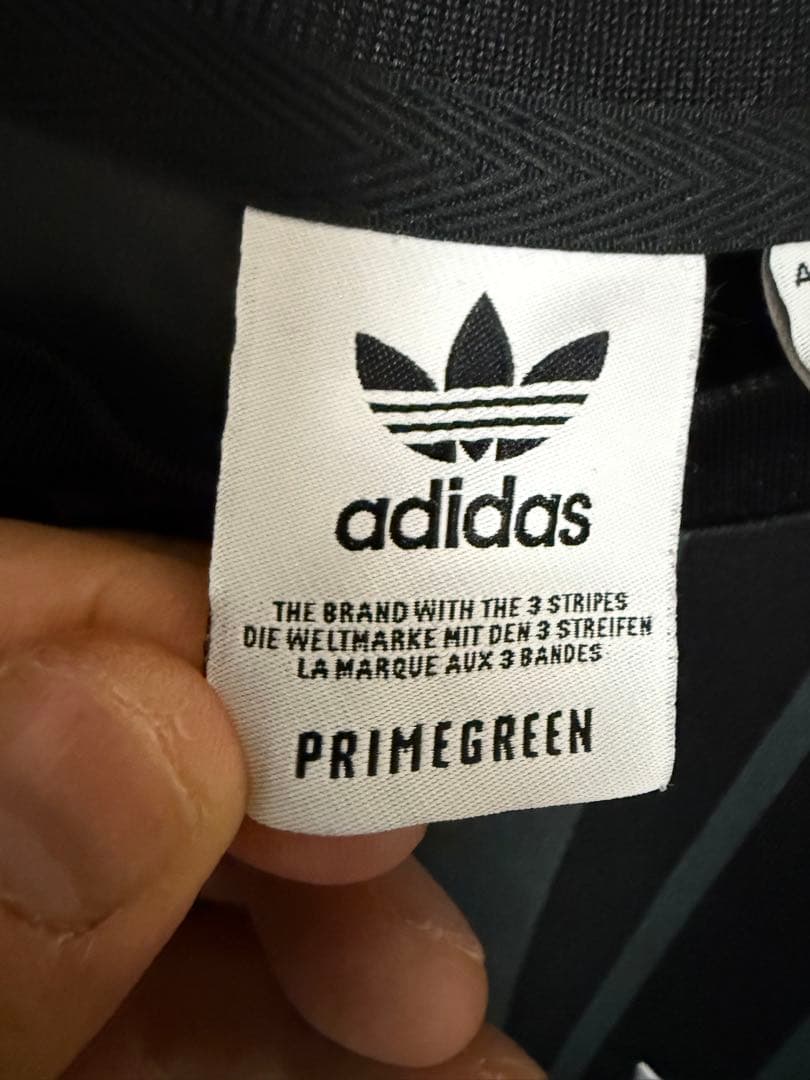 adidas
THE BRAND WITH THE 3 STRIPES
DIE WELTMARKE MIT DEN 3 STREIFEN
LA MARQUE AUX 3 BANDES
PRIMEGREEN